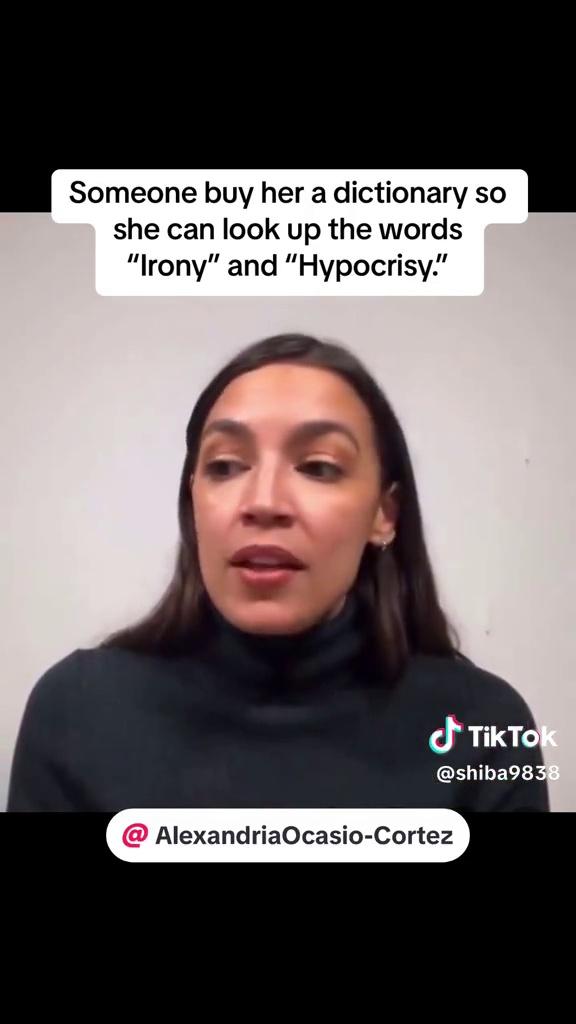 Someone buy her a dictionary so
she can look up the words
“Irony” and “Hypocrisy.”
TikTok
@shiba9838
@ AlexandriaOcasio-Cortez